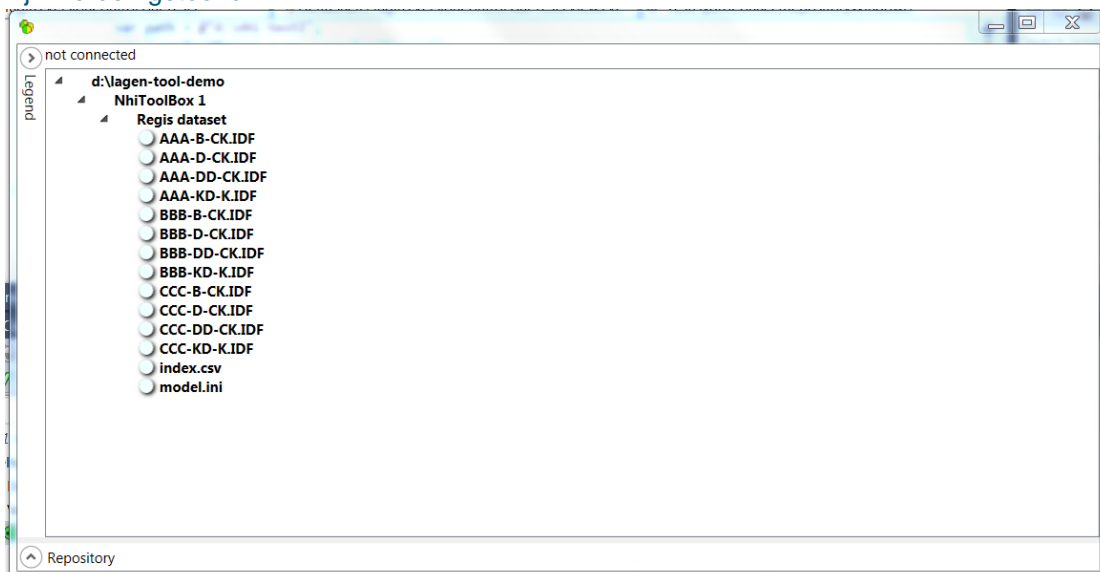 not connected
Legend
d:\lagen-tool-demo
NhiToolBox 1
Regis dataset
AAA-B-CK.IDF
AAA-D-CK.IDF
AAA-DD-CK.IDF
AAA-KD-K.IDF
BBB-B-CK.IDF
BBB-D-CK.IDF
BBB-DD-CK.IDF
BBB-KD-K.IDF
CCC-B-CK.IDF
CCC-D-CK.IDF
CCC-DD-CK.IDF
CCC-KD-K.IDF
index.csv
model.ini
Repository